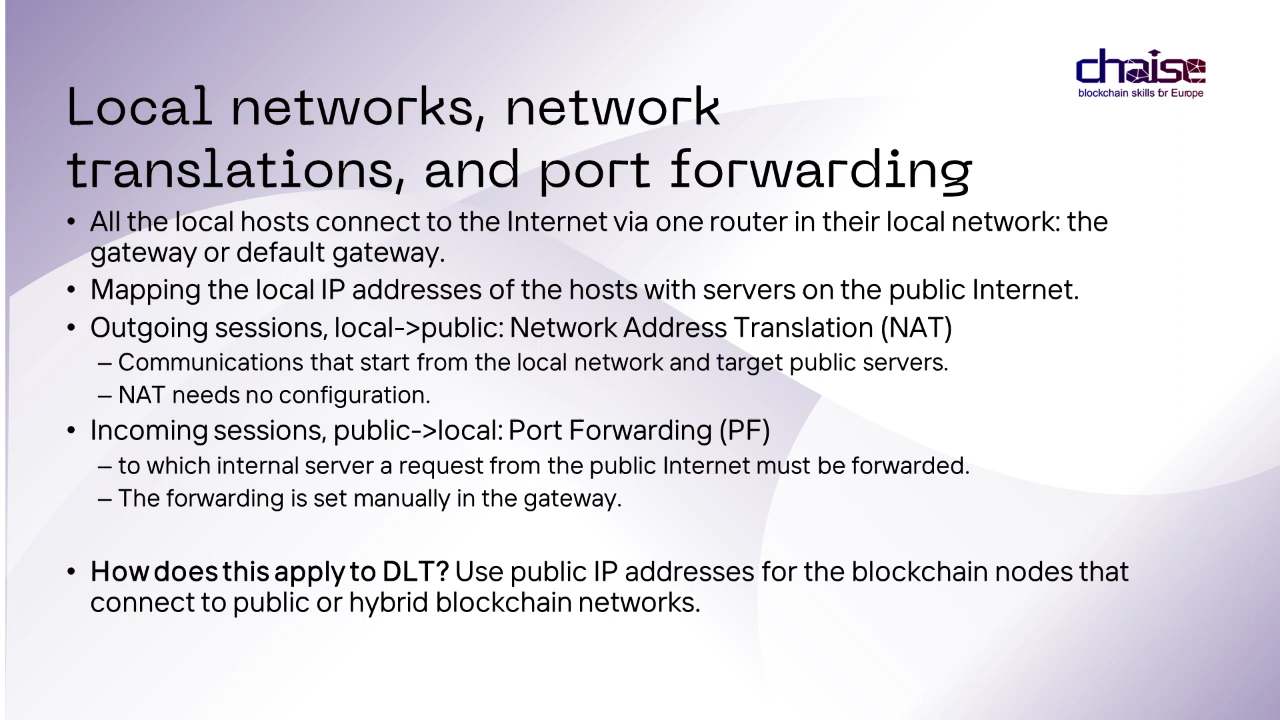 chaise
blockchain skills for Europe
Local networks, network
translations, and port forwarding
• All the local hosts connect to the Internet via one router in their local network: the
gateway or default gateway.
• Mapping the local IP addresses of the hosts with servers on the public Internet.
• Outgoing sessions, local->public: Network Address Translation (NAT)
– Communications that start from the local network and target public servers.
– NAT needs no configuration.
• Incoming sessions, public->local: Port Forwarding (PF)
– to which internal server a request from the public Internet must be forwarded.
– The forwarding is set manually in the gateway.
• How does this apply to DLT? Use public IP addresses for the blockchain nodes that
connect to public or hybrid blockchain networks.